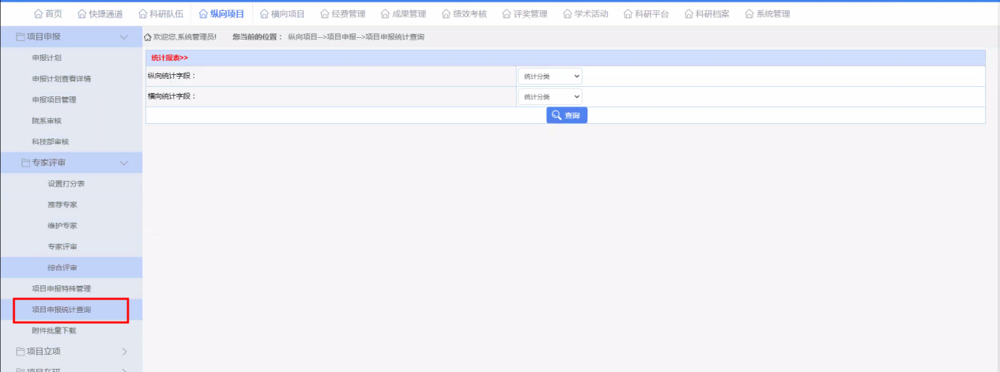 首页 快捷通道 科研队伍 纵向项目 横向项目 经费管理 成果管理 绩效考核 评奖管理 学术活动 科研平台 科研档案 系统管理
项目申报
欢迎您,系统管理员! 您当前的位置： 纵向项目-->项目申报-->项目申报统计查询
申报计划
统计报表>>
申报计划查看详情
纵向统计字段：
统计分类
申报项目管理
横向统计字段：
统计分类
院系审核
查询
科技部审核
专家评审
设置打分表
推荐专家
维护专家
专家评审
综合评审
项目申报特殊管理
项目申报统计查询
附件批量下载
项目立项
项目在研